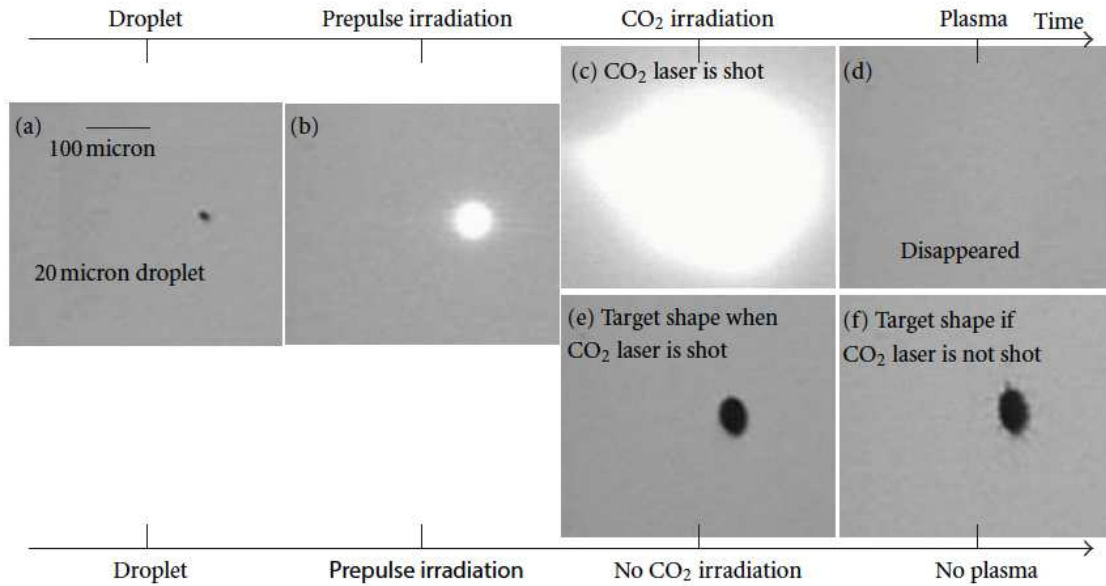 Droplet
Prepulse irradiation
CO₂ irradiation
Plasma
Time
(a)
100 micron
20 micron droplet
(b)
(c) CO₂ laser is shot
(d)
Disappeared
(e) Target shape when
CO₂ laser is shot
(f) Target shape if
CO₂ laser is not shot
Droplet
Prepulse irradiation
No CO₂ irradiation
No plasma